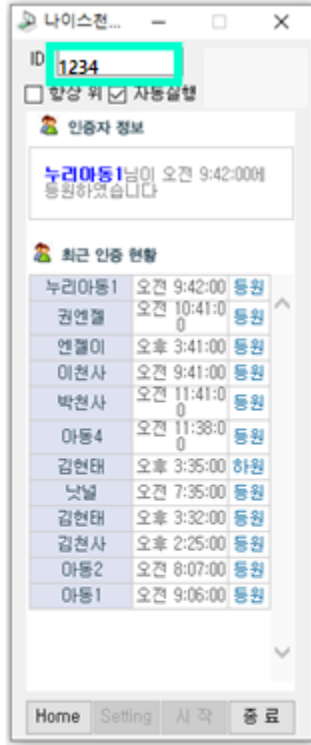 나이스전...
ID 1234
항상 위 자동실행
인증자 정보
누리아동1님이 오전 9:42:00에
등원하였습니다
최근 인증 현황
누리아동1 오전 9:42:00 등원
권엔젤 오전 10:41:00 등원
엔젤이 오후 3:41:00 등원
이천사 오전 9:41:00 등원
박천사 오전 11:41:00 등원
아동4 오전 11:38:00 등원
김현태 오후 3:35:00 하원
낫널 오전 7:35:00 등원
김현태 오후 3:32:00 등원
김천사 오후 2:25:00 등원
아동2 오전 8:07:00 등원
아동1 오전 9:06:00 등원
Home Setting 시 작 종 료